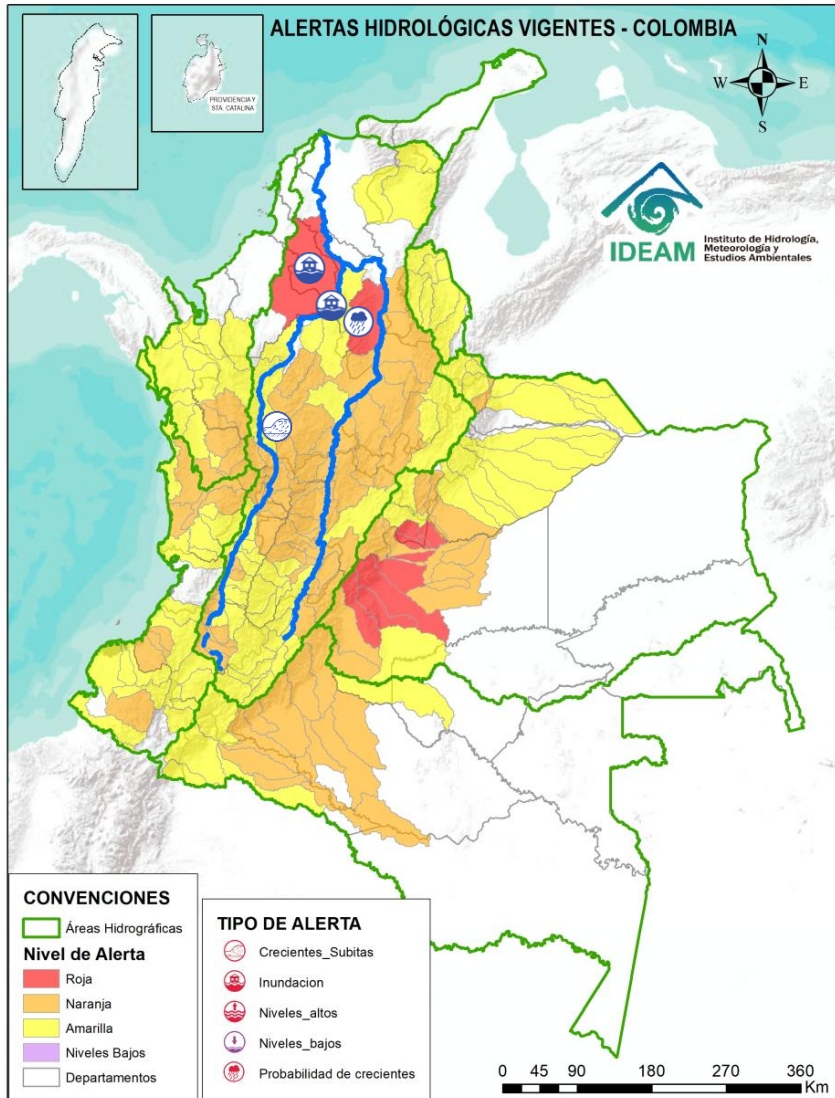 ALERTAS HIDROLÓGICAS VIGENTES - COLOMBIA
PROVIDENCIA Y
STA. CATALINA
N
W
E
S
IDEAM
Instituto de Hidrología,
Meteorología y
Estudios Ambientales
CONVENCIONES
Áreas Hidrográficas
Nivel de Alerta
Roja
Naranja
Amarilla
Niveles Bajos
Departamentos
TIPO DE ALERTA
Crecientes_Subitas
Inundacion
Niveles_altos
Niveles_bajos
Probabilidad de crecientes
0 45 90 180 270 360
Km